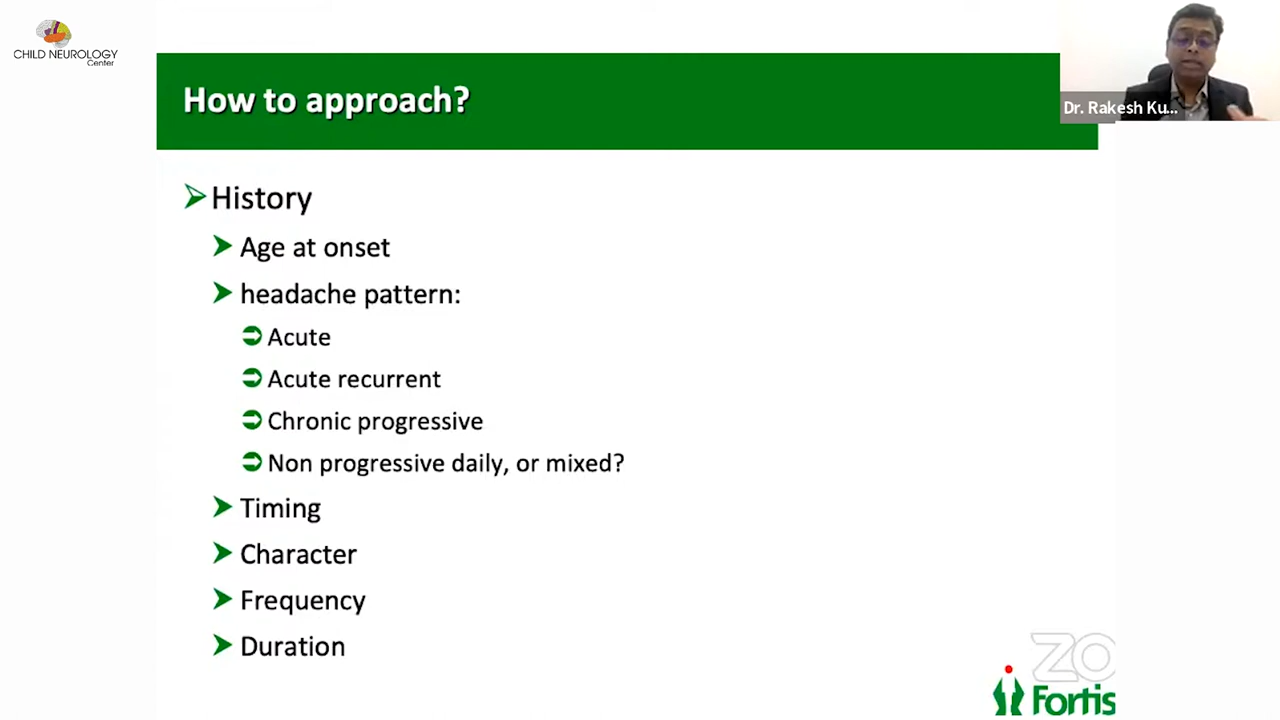 CHILD NEUROLOGY
Center
How to approach?
Dr. Rakesh Ku...
History
Age at onset
headache pattern:
Acute
Acute recurrent
Chronic progressive
Non progressive daily, or mixed?
Timing
Character
Frequency
Duration
ZO
Fortis